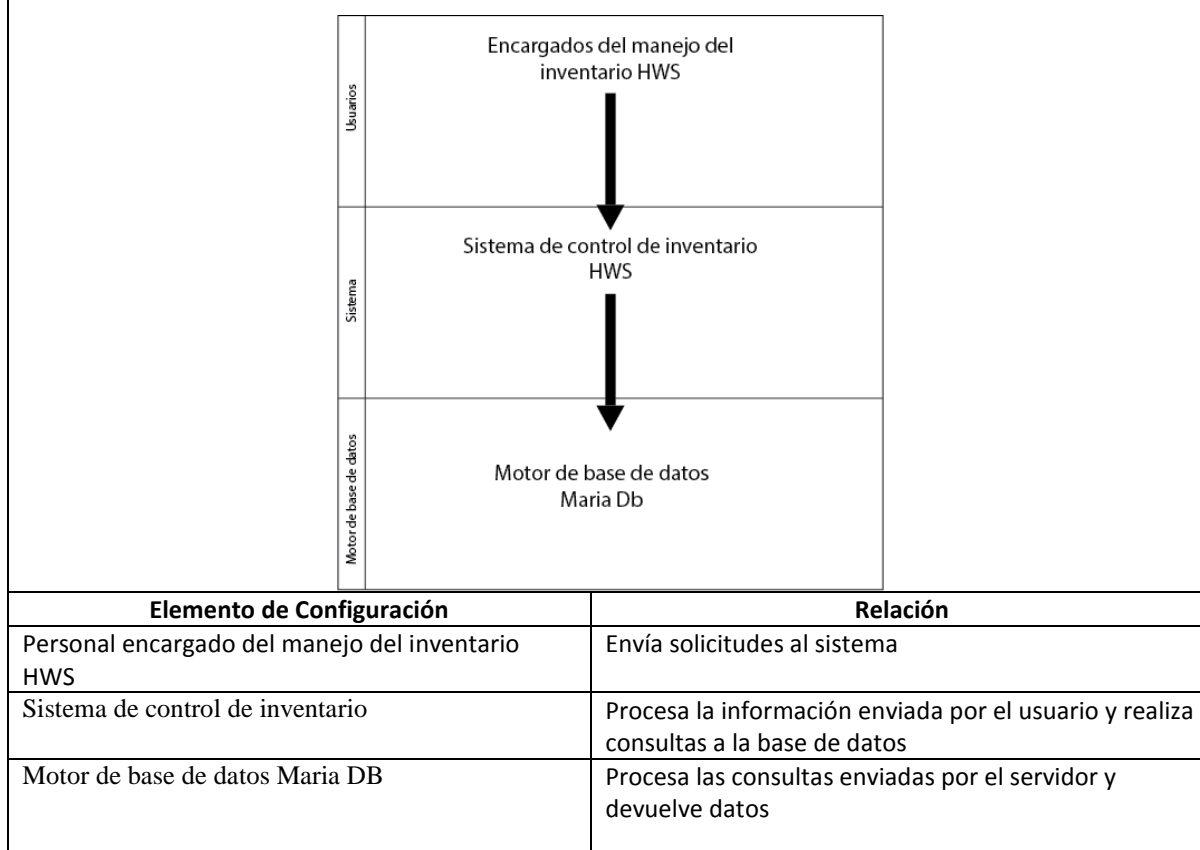 Usuarios
Encargados del manejo del
inventario HWS
Sistema
Sistema de control de inventario
HWS
Motor de base de datos
Motor de base de datos
Maria Db
Elemento de Configuración
Relación
Personal encargado del manejo del inventario
HWS
Envía solicitudes al sistema
Sistema de control de inventario
Procesa la información enviada por el usuario y realiza
consultas a la base de datos
Motor de base de datos Maria DB
Procesa las consultas enviadas por el servidor y
devuelve datos